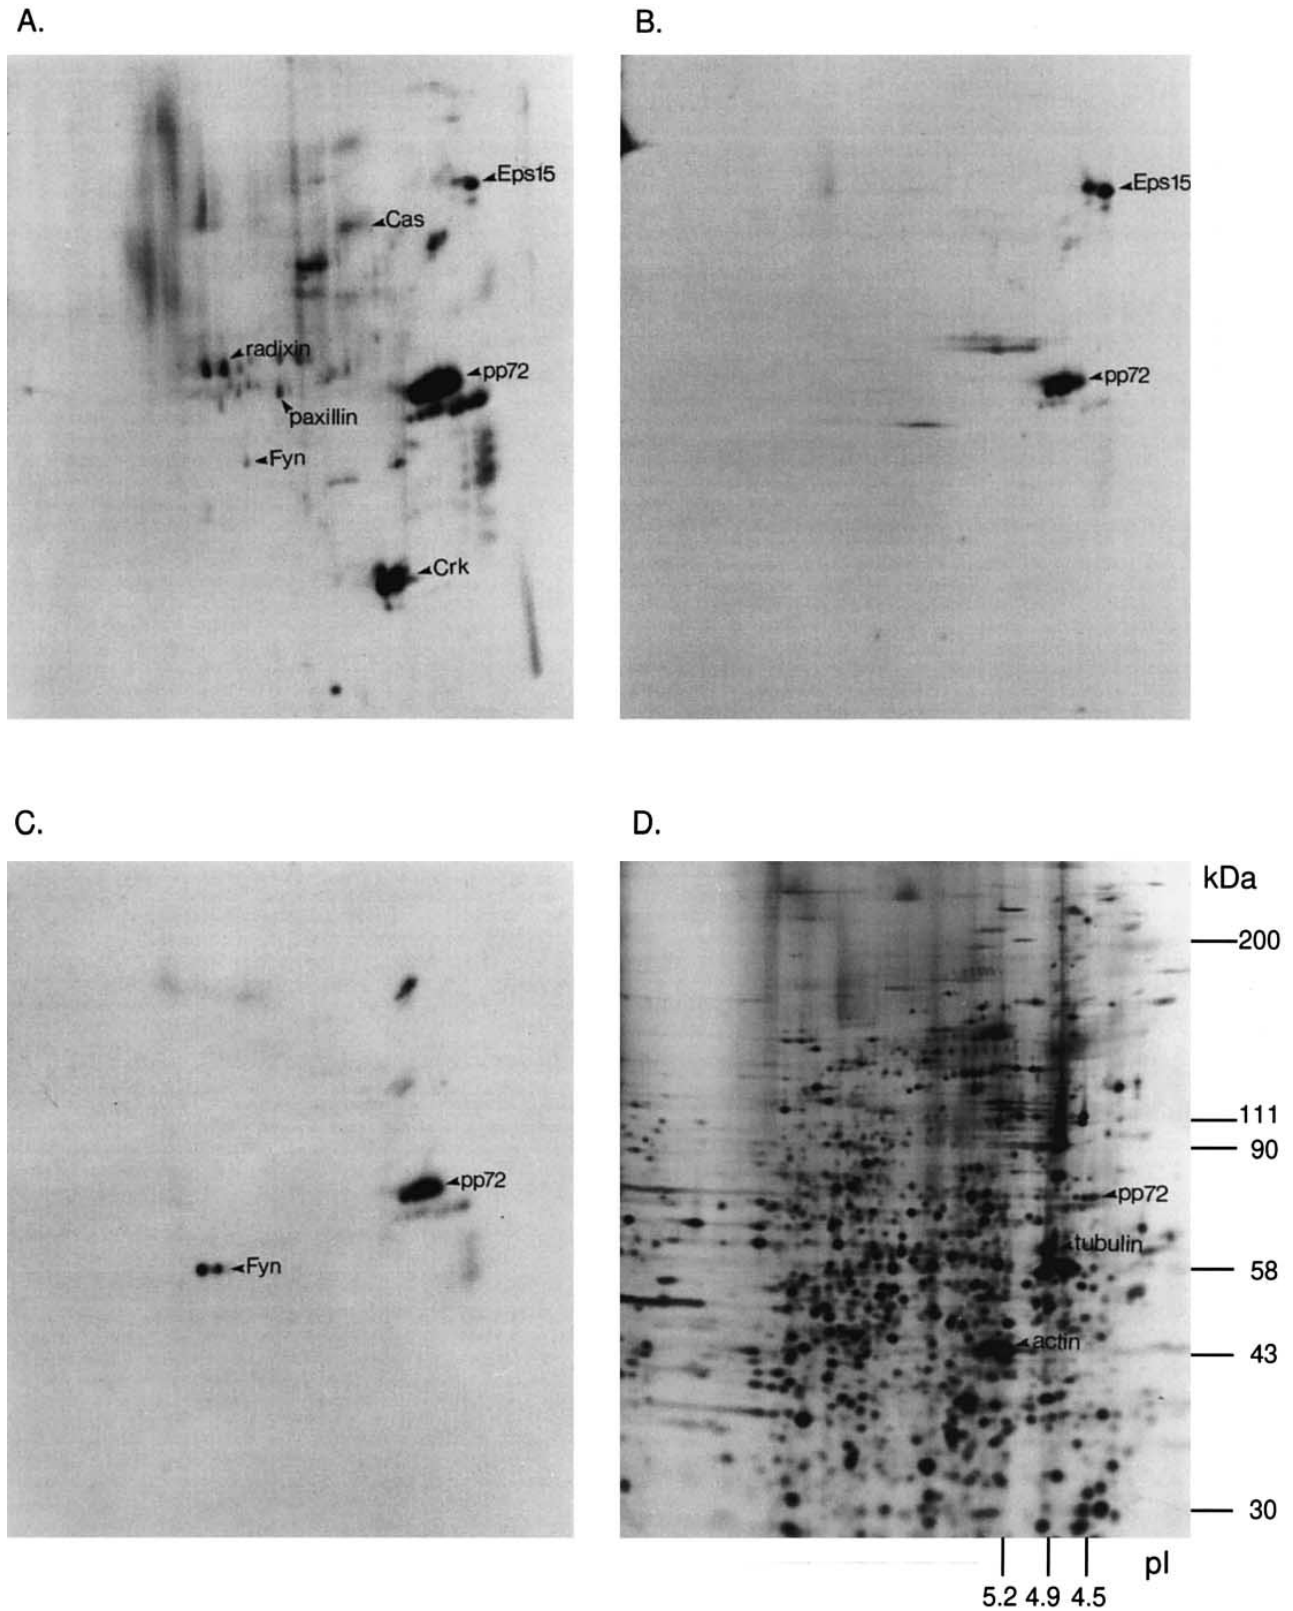 A.
B.
Eps15
Cas
radixin
pp72
paxillin
Fyn
Crk
Eps15
pp72
C.
D.
pp72
Fyn
kDa
200
111
90
pp72
tubulin
58
actin
43
30
pI
5.2 4.9 4.5